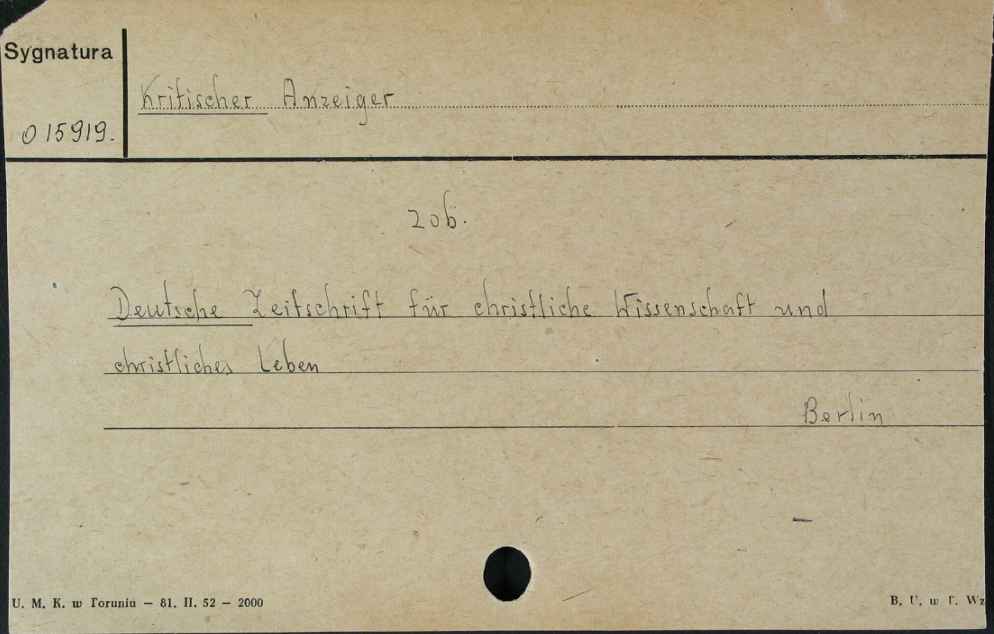 Sygnatura
Kritischer Anzeiger
015919.
zob.
Deutsche Zeitschrift für christliche Wissenschaft und
christliches Leben
Berlin
U. M. K. w Toruniu — 81. II. 52 — 2000
B. U. w T. Wz